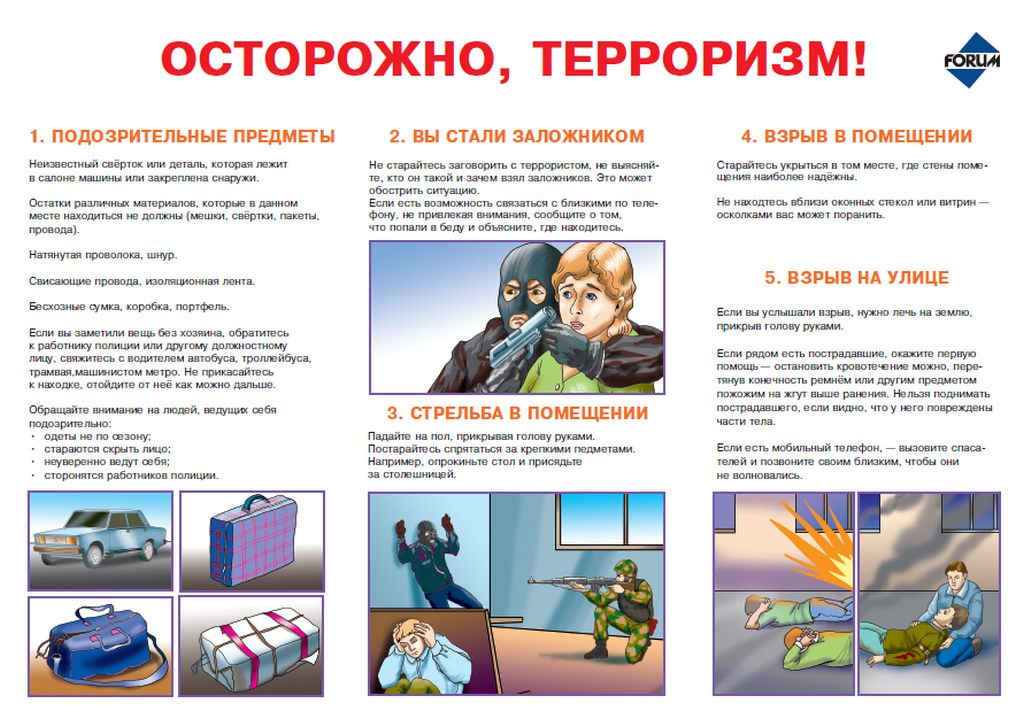 ОСТОРОЖНО, ТЕРРОРИЗМ!
FORUM
1. ПОДОЗРИТЕЛЬНЫЕ ПРЕДМЕТЫ
Неизвестный свёрток или деталь, которая лежит
в салоне машины или закреплена снаружи.
Остатки различных материалов, которые в данном
месте находиться не должны (мешки, свёртки, пакеты,
провода).
Натянутая проволока, шнур.
Свисающие провода, изоляционная лента.
Бесхозные сумка, коробка, портфель.
Если вы заметили вещь без хозяина, обратитесь
к работнику полиции или другому должностному
лицу, свяжитесь с водителем автобуса, троллейбуса,
трамвая,машинистом метро. Не прикасайтесь
к находке, отойдите от неё как можно дальше.
Обращайте внимание на людей, ведущих себя
подозрительно:
• одеты не по сезону;
• стараются скрыть лицо;
• неуверенно ведут себя;
• сторонятся работников полиции.
2. ВЫ СТАЛИ ЗАЛОЖНИКОМ
Не старайтесь заговорить с террористом, не выясняй-
те, кто он такой и зачем взял заложников. Это может
обострить ситуацию.
Если есть возможность связаться с близкими по теле-
фону, не привлекая внимания, сообщите о том,
что попали в беду и объясните, где находитесь.
3. СТРЕЛЬБА В ПОМЕЩЕНИИ
Падайте на пол, прикрывая голову руками.
Постарайтесь спрятаться за крепкими педметами.
Например, опрокиньте стол и присядьте
за столешницей.
4. ВЗРЫВ В ПОМЕЩЕНИИ
Старайтесь укрыться в том месте, где стены поме-
щения наиболее надёжны.
Не находтесь вблизи оконных стекол или витрин —
осколками вас может поранить.
5. ВЗРЫВ НА УЛИЦЕ
Если вы услышали взрыв, нужно лечь на землю,
прикрыв голову руками.
Если рядом есть пострадавшие, окажите первую
помощь — остановить кровотечение можно, пере-
тянув конечность ремнём или другим предметом
похожим на жгут выше ранения. Нельзя поднимать
пострадавшего, если видно, что у него повреждены
части тела.
Если есть мобильный телефон, — вызовите спаса-
телей и позвоните своим близким, чтобы они
не волновались.